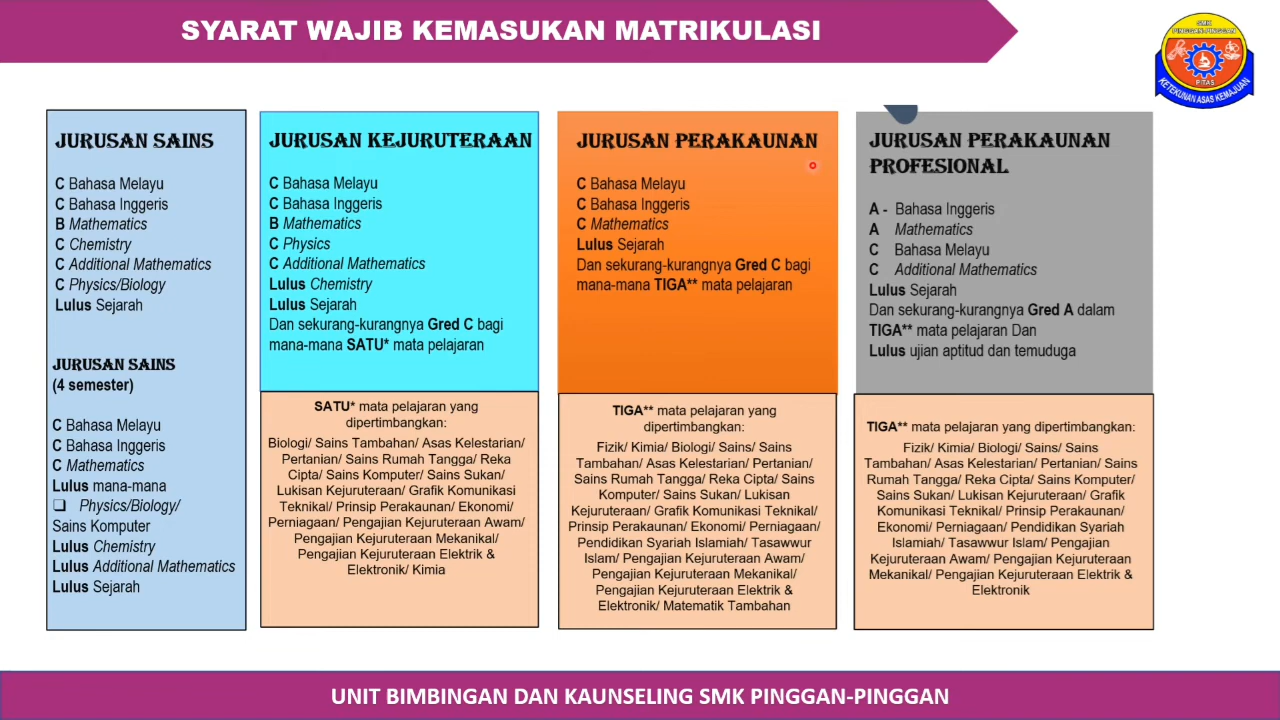 SYARAT WAJIB KEMASUKAN MATRIKULASI
SMK
PINGGAN-PINGGAN
PITAS
KETEKUNAN ASAS KEMAJUAN
JURUSAN SAINS
C Bahasa Melayu
C Bahasa Inggeris
B Mathematics
C Chemistry
C Additional Mathematics
C Physics/Biology
Lulus Sejarah
JURUSAN SAINS
(4 semester)
C Bahasa Melayu
C Bahasa Inggeris
C Mathematics
Lulus mana-mana
❑ Physics/Biology/
Sains Komputer
Lulus Chemistry
Lulus Additional Mathematics
Lulus Sejarah
JURUSAN KEJURUTERAAN
C Bahasa Melayu
C Bahasa Inggeris
B Mathematics
C Physics
C Additional Mathematics
Lulus Chemistry
Lulus Sejarah
Dan sekurang-kurangnya Gred C bagi
mana-mana SATU* mata pelajaran
SATU* mata pelajaran yang
dipertimbangkan:
Biologi/ Sains Tambahan/ Asas Kelestarian/
Pertanian/ Sains Rumah Tangga/ Reka
Cipta/ Sains Komputer/ Sains Sukan/
Lukisan Kejuruteraan/ Grafik Komunikasi
Teknikal/ Prinsip Perakaunan/ Ekonomi/
Perniagaan/ Pengajian Kejuruteraan Awam/
Pengajian Kejuruteraan Mekanikal/
Pengajian Kejuruteraan Elektrik &
Elektronik/ Kimia
JURUSAN PERAKAUNAN
C Bahasa Melayu
C Bahasa Inggeris
C Mathematics
Lulus Sejarah
Dan sekurang-kurangnya Gred C bagi
mana-mana TIGA** mata pelajaran
TIGA** mata pelajaran yang
dipertimbangkan:
Fizik/ Kimia/ Biologi/ Sains/ Sains
Tambahan/ Asas Kelestarian/ Pertanian/
Sains Rumah Tangga/ Reka Cipta/ Sains
Komputer/ Sains Sukan/ Lukisan
Kejuruteraan/ Grafik Komunikasi Teknikal/
Prinsip Perakaunan/ Ekonomi/ Perniagaan/
Pendidikan Syariah Islamiah/ Tasawwur
Islam/ Pengajian Kejuruteraan Awam/
Pengajian Kejuruteraan Mekanikal/
Pengajian Kejuruteraan Elektrik &
Elektronik/ Matematik Tambahan
JURUSAN PERAKAUNAN
PROFESIONAL
A - Bahasa Inggeris
A Mathematics
C Bahasa Melayu
C Additional Mathematics
Lulus Sejarah
Dan sekurang-kurangnya Gred A dalam
TIGA** mata pelajaran Dan
Lulus ujian aptitud dan temuduga
TIGA** mata pelajaran yang dipertimbangkan:
Fizik/ Kimia/ Biologi/ Sains/ Sains
Tambahan/ Asas Kelestarian/ Pertanian/ Sains
Rumah Tangga/ Reka Cipta/ Sains Komputer/
Sains Sukan/ Lukisan Kejuruteraan/ Grafik
Komunikasi Teknikal/ Prinsip Perakaunan/
Ekonomi/ Perniagaan/ Pendidikan Syariah
Islamiah/ Tasawwur Islam/ Pengajian
Kejuruteraan Awam/ Pengajian Kejuruteraan
Mekanikal/ Pengajian Kejuruteraan Elektrik &
Elektronik
UNIT BIMBINGAN DAN KAUNSELING SMK PINGGAN-PINGGAN